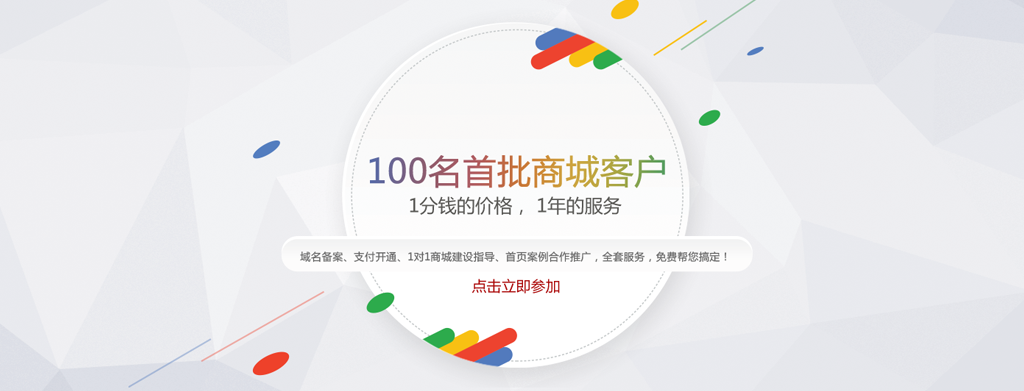 100名首批商城客户
1分钱的价格，1年的服务
域名备案、支付开通、1对1商城建设指导、首页案例合作推广，全套服务，免费帮您搞定！
点击立即参加